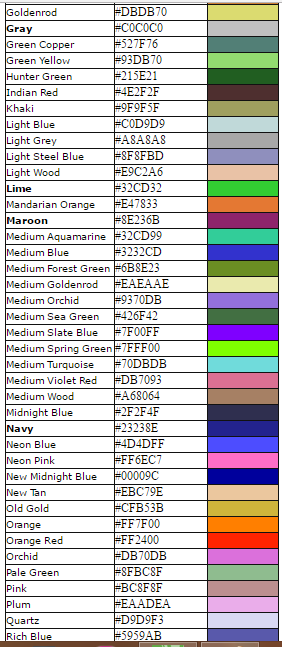 Goldenrod #DBDB70
Gray #C0C0C0
Green Copper #527F76
Green Yellow #93DB70
Hunter Green #215E21
Indian Red #4E2F2F
Khaki #9F9F5F
Light Blue #C0D9D9
Light Grey #A8A8A8
Light Steel Blue #8F8FBD
Light Wood #E9C2A6
Lime #32CD32
Mandarian Orange #E47833
Maroon #8E236B
Medium Aquamarine #32CD99
Medium Blue #3232CD
Medium Forest Green #6B8E23
Medium Goldenrod #EAEAAE
Medium Orchid #9370DB
Medium Sea Green #426F42
Medium Slate Blue #7F00FF
Medium Spring Green #7FFF00
Medium Turquoise #70DBDB
Medium Violet Red #DB7093
Medium Wood #A68064
Midnight Blue #2F2F4F
Navy #23238E
Neon Blue #4D4DFF
Neon Pink #FF6EC7
New Midnight Blue #00009C
New Tan #EBC79E
Old Gold #CFB53B
Orange #FF7F00
Orange Red #FF2400
Orchid #DB70DB
Pale Green #8FBC8F
Pink #BC8F8F
Plum #EAADEA
Quartz #D9D9F3
Rich Blue #5959AB